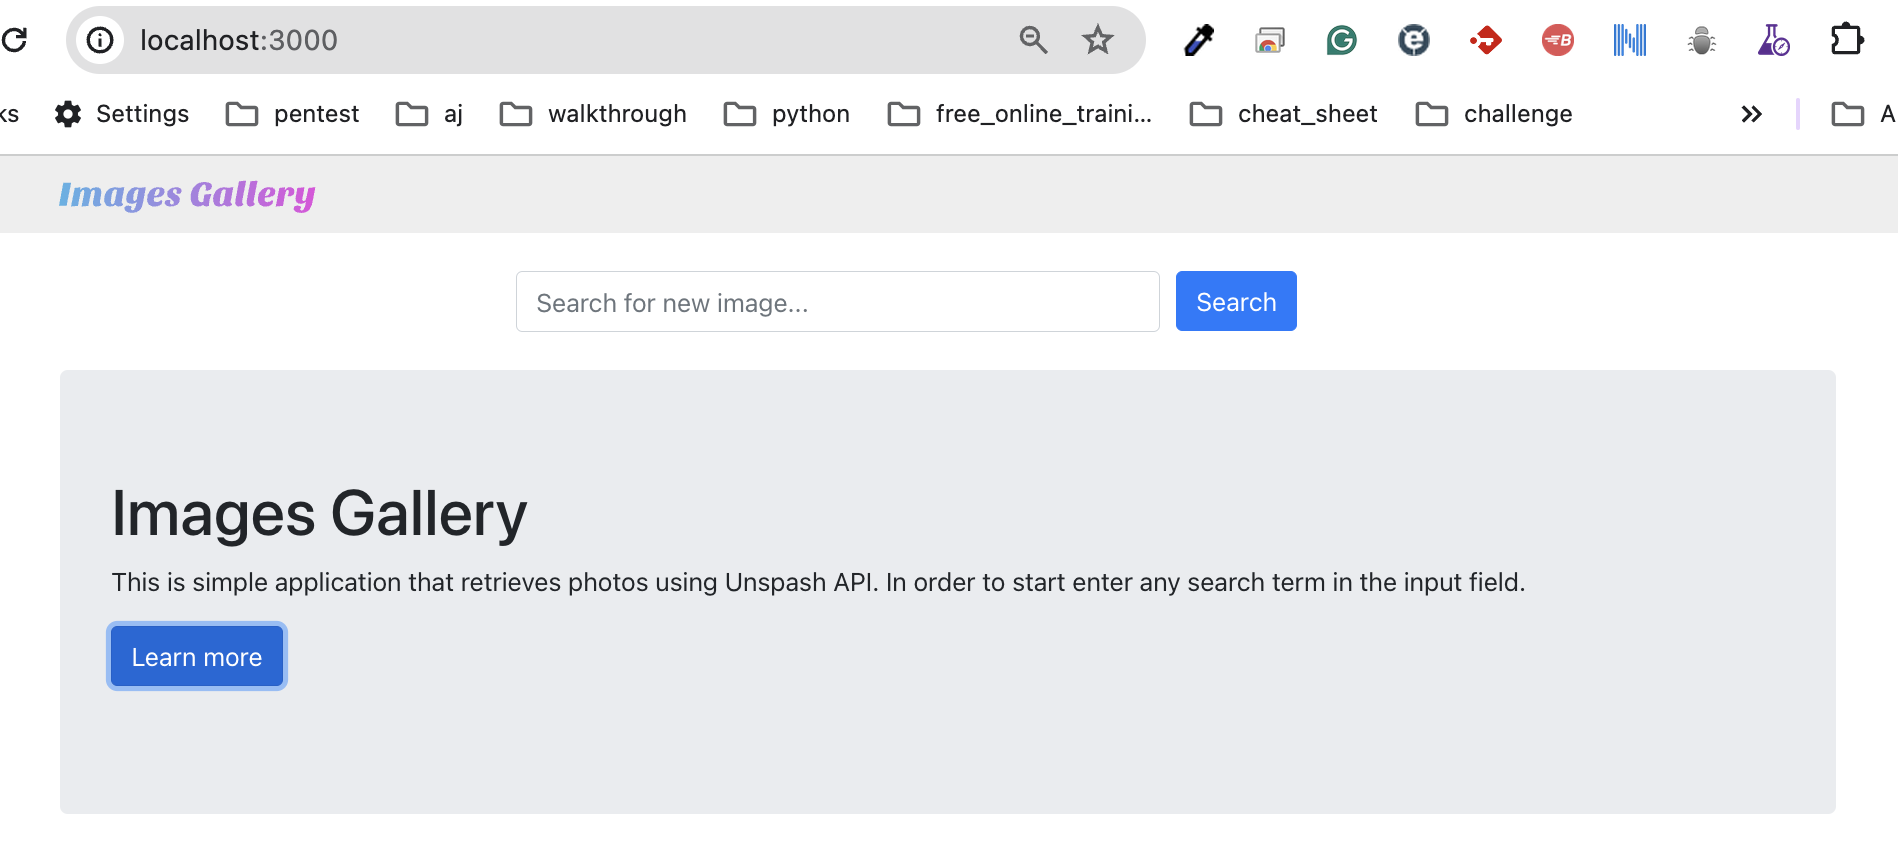 localhost:3000
ks Settings pentest aj walkthrough python free_online_traini... cheat_sheet challenge » A
Images Gallery
Search for new image... Search
Images Gallery
This is simple application that retrieves photos using Unspash API. In order to start enter any search term in the input field.
Learn more